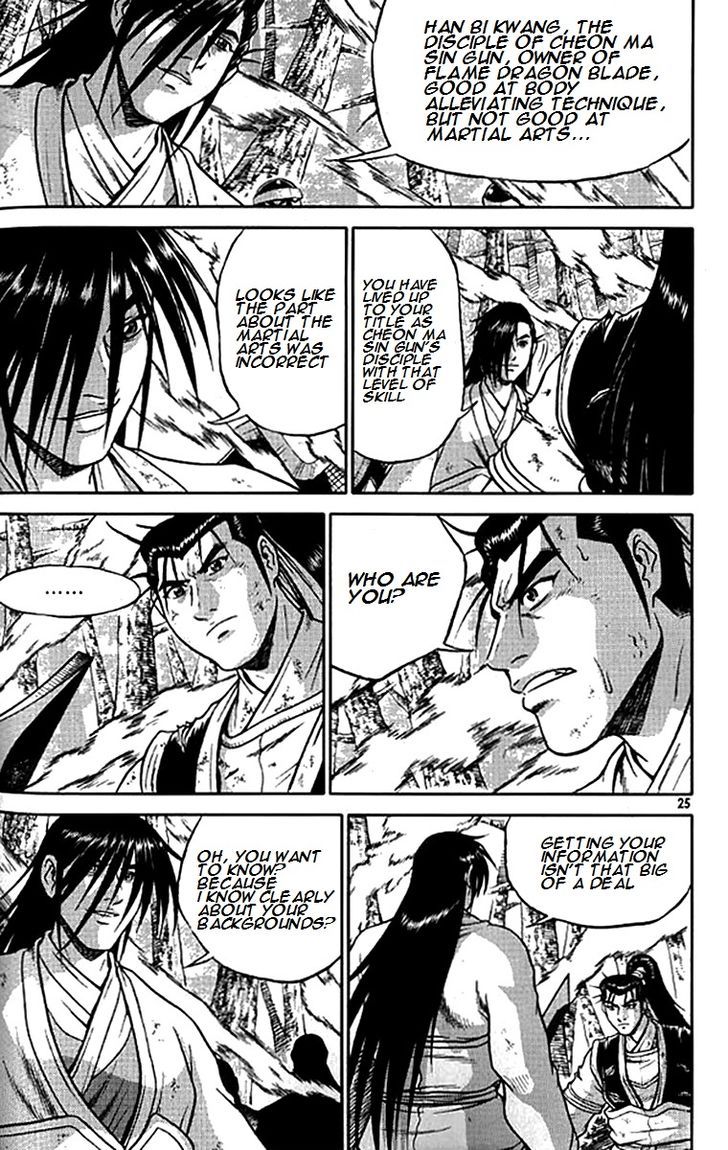 HAN BI KWANG, THE
DISCIPLE OF CHEON MA
SIN GUN, OWNER OF
FLAME DRAGON BLADE,
GOOD AT BODY
ALLEVIATING TECHNIQUE,
BUT NOT GOOD AT
MARTIAL ARTS...
LOOKS LIKE
THE PART
ABOUT THE
MARTIAL
ARTS WAS
INCORRECT
YOU HAVE
LIVED UP
TO YOUR
TITLE AS
CHEON MA
SIN GUN'S
DISCIPLE
WITH THAT
LEVEL OF
SKILL
......
WHO ARE
YOU?
25
OH, YOU WANT
TO KNOW?
BECAUSE
I KNOW CLEARLY
ABOUT YOUR
BACKGROUNDS?
GETTING YOUR
INFORMATION
ISN'T THAT BIG
OF A DEAL